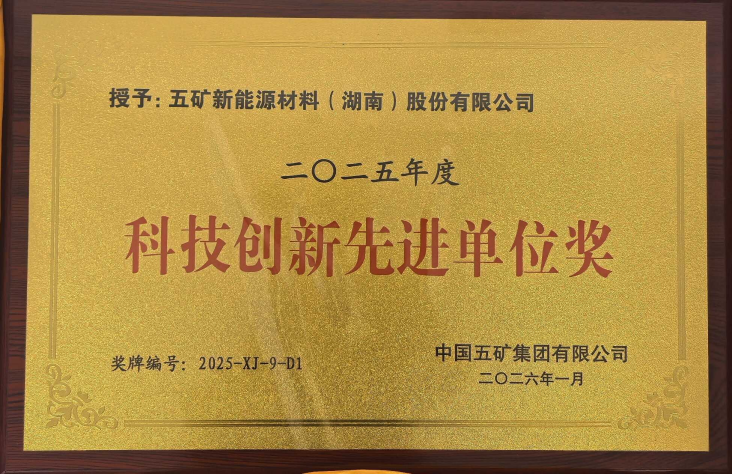 授予：五矿新能源材料（湖南）股份有限公司
二〇二五年度
科技创新先进单位奖
奖牌编号：2025-XJ-9-D1
中国五矿集团有限公司
二〇二六年一月